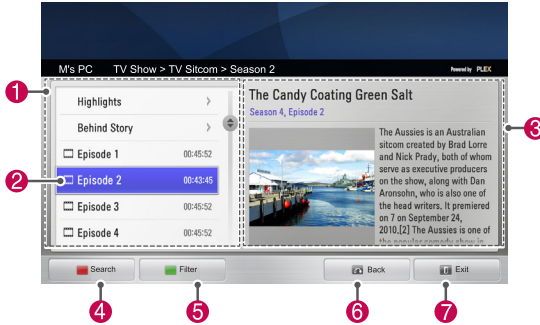 M's PC TV Show > TV Sitcom > Season 2
Powered by PLEX
1
Highlights >
Behind Story >
Episode 1 00:45:52
2
Episode 2 00:43:45
Episode 3 00:45:52
Episode 4 00:45:52
The Candy Coating Green Salt
Season 4, Episode 2
3
The Aussies is an Australian
sitcom created by Brad Lorre
and Nick Prady, both of whom
serve as executive producers
on the show, along with Dan
Aronsohn, who is also one of
the head writers. It premiered
on 7 on September 24,
2010.[2] The Aussies is one of
the popular comedy show in
Search
Filter
Back
Exit
4
5
6
7